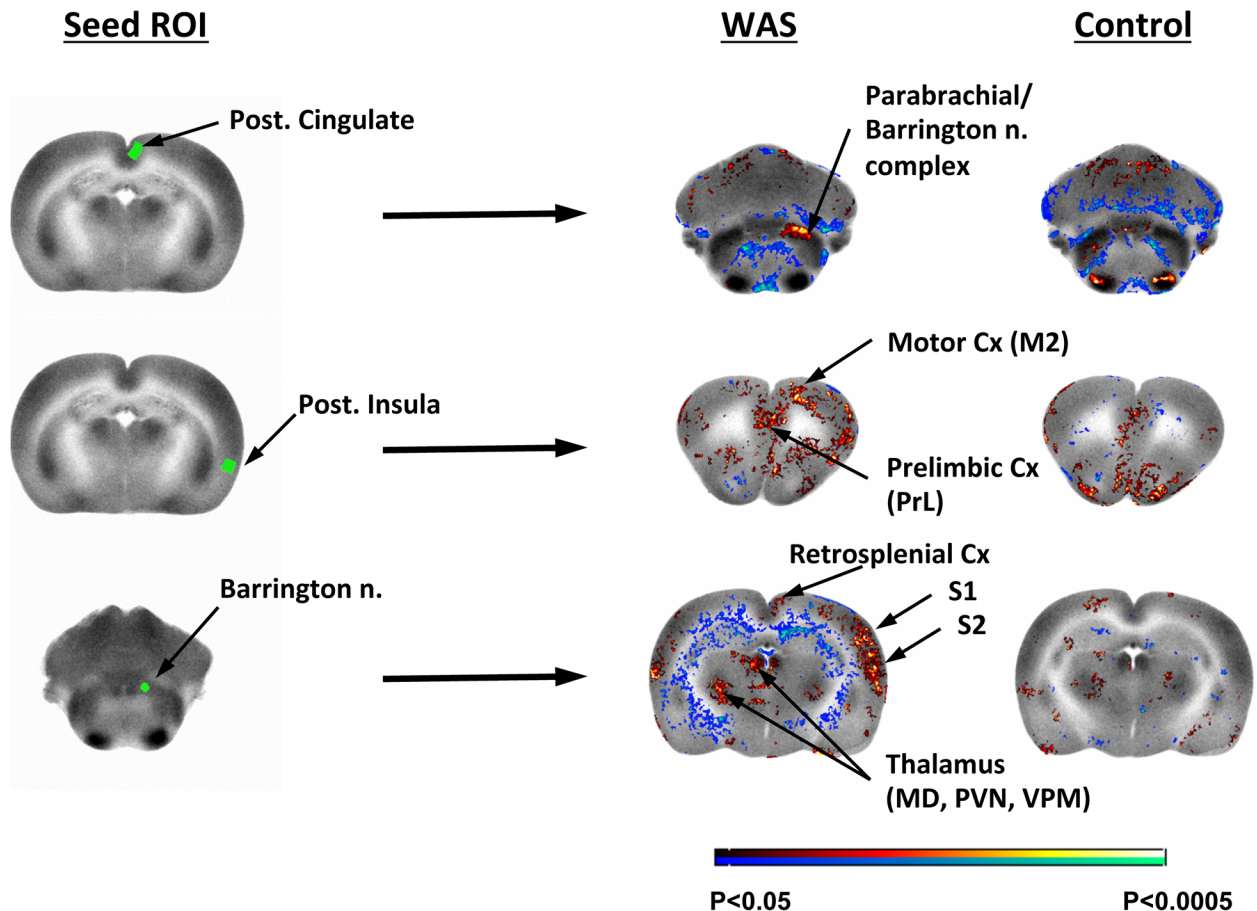 Seed ROI
WAS
Control
Post. Cingulate
Parabrachial/
Barrington n.
complex
Post. Insula
Motor Cx (M2)
Prelimbic Cx
(PrL)
Barrington n.
Retrosplenial Cx
S1
S2
Thalamus
(MD, PVN, VPM)
P<0.05
P<0.0005